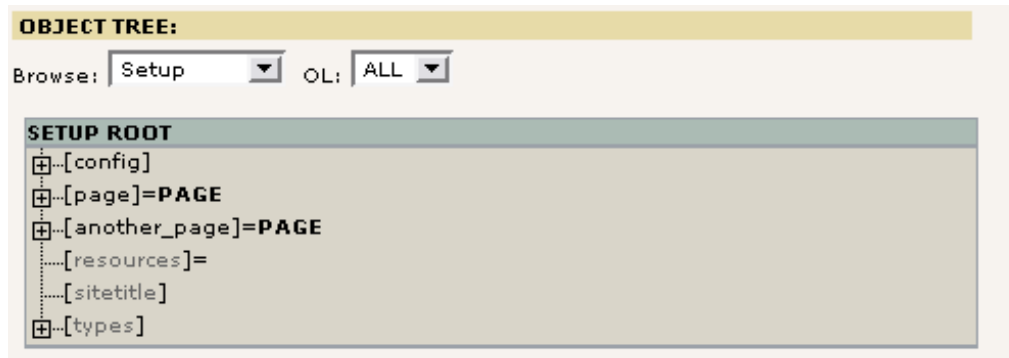 OBJECT TREE:
Browse: Setup OL: ALL
SETUP ROOT
[config]
[page]=PAGE
[another_page]=PAGE
[resources]=
[sitetitle]
[types]